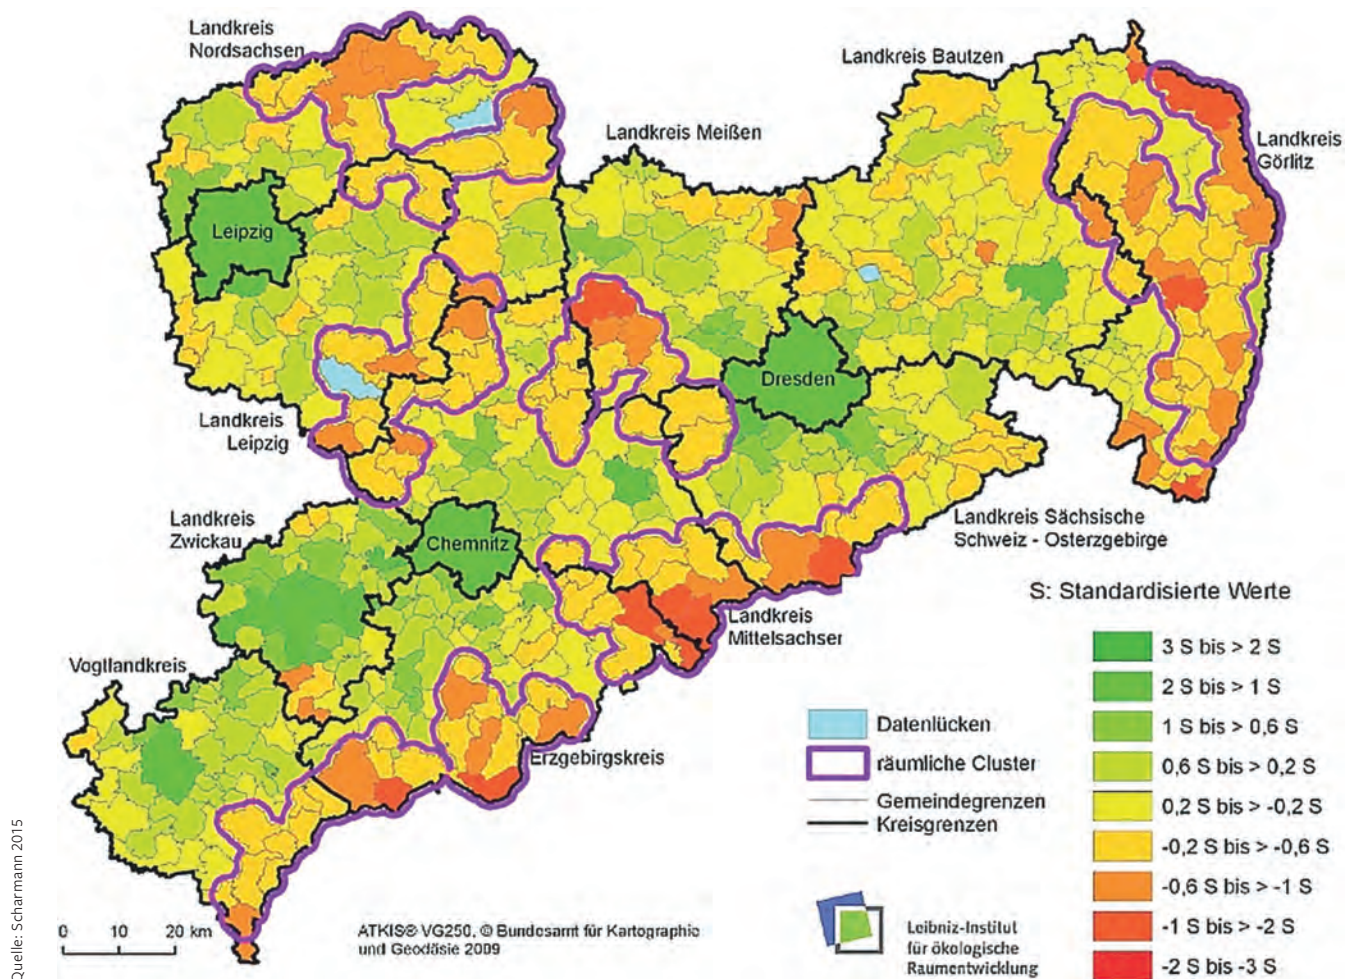 Landkreis
Nordsachsen
Landkreis Bautzen
Landkreis Meißen
Landkreis
Görlitz
Leipzig
Dresden
Landkreis
Leipzig
Landkreis
Zwickau
Chemnitz
Landkreis Sächsische
Schweiz - Osterzgebirge
Landkreis
Mittelsachser
Vogtlandkreis
Erzgebirgskreis
S: Standardisierte Werte
3 S bis > 2 S
2 S bis > 1 S
1 S bis > 0,6 S
0,6 S bis > 0,2 S
0,2 S bis > -0,2 S
-0,2 S bis > -0,6 S
-0,6 S bis > -1 S
-1 S bis > -2 S
-2 S bis -3 S
Datenlücken
räumliche Cluster
Gemeindegrenzen
Kreisgrenzen
0 10 20 km
ATKIS® VG250, © Bundesamt für Kartographie
und Geodäsie 2009
Leibniz-Institut
für ökologische
Raumentwicklung
Quelle: Scharmann 2015